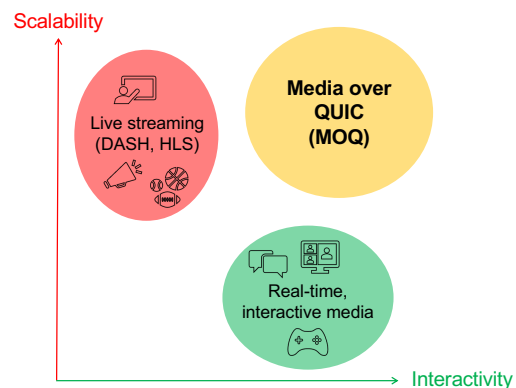 Scalability
Live streaming
(DASH, HLS)
Media over
QUIC
(MOQ)
Real-time,
interactive media
Interactivity